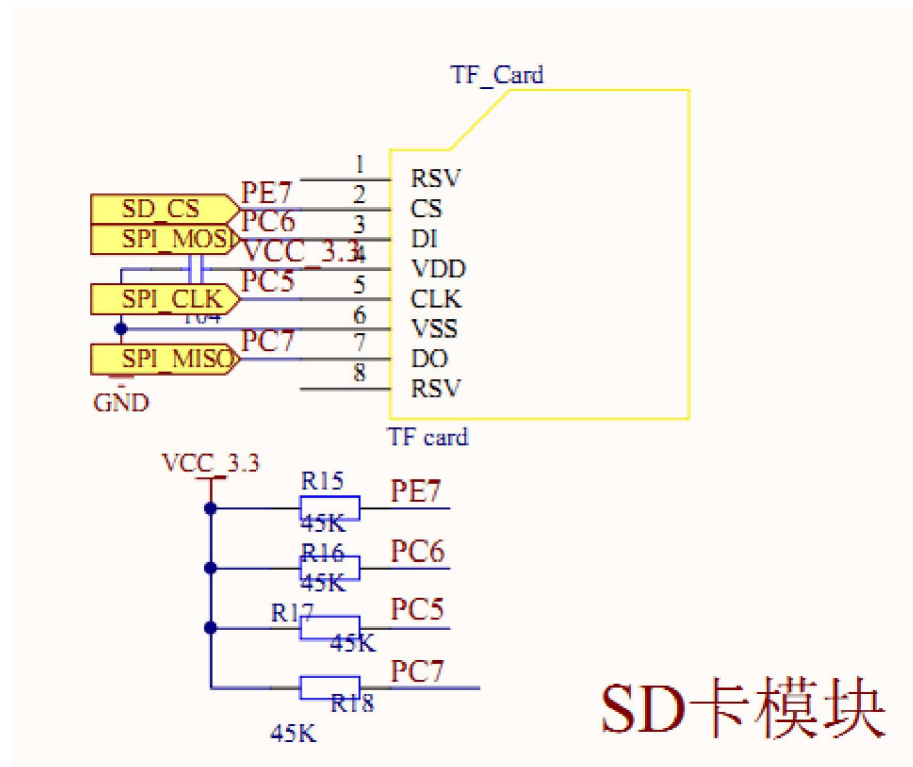 TF_Card
1 RSV
SD_CS PE7 2 CS
SPI_MOSI PC6 3 DI
VCC_3.3 4 VDD
SPI_CLK PC5 5 CLK
104
6 VSS
SPI_MISO PC7 7 DO
8 RSV
GND
TF card
VCC_3.3
R15 PE7
45K
R16 PC6
45K
R17 PC5
45K
PC7
R18
45K
SD卡模块